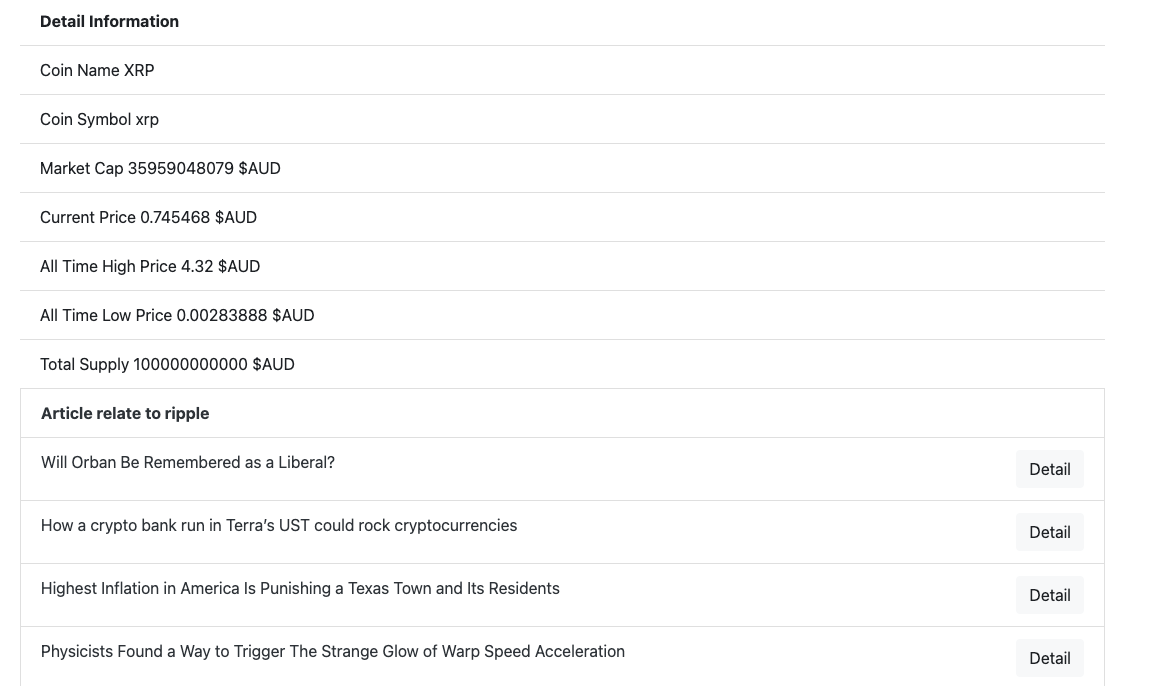 Detail Information
Coin Name XRP
Coin Symbol xrp
Market Cap 35959048079 $AUD
Current Price 0.745468 $AUD
All Time High Price 4.32 $AUD
All Time Low Price 0.00283888 $AUD
Total Supply 100000000000 $AUD
Article relate to ripple
Will Orban Be Remembered as a Liberal?
Detail
How a crypto bank run in Terra’s UST could rock cryptocurrencies
Detail
Highest Inflation in America Is Punishing a Texas Town and Its Residents
Detail
Physicists Found a Way to Trigger The Strange Glow of Warp Speed Acceleration
Detail